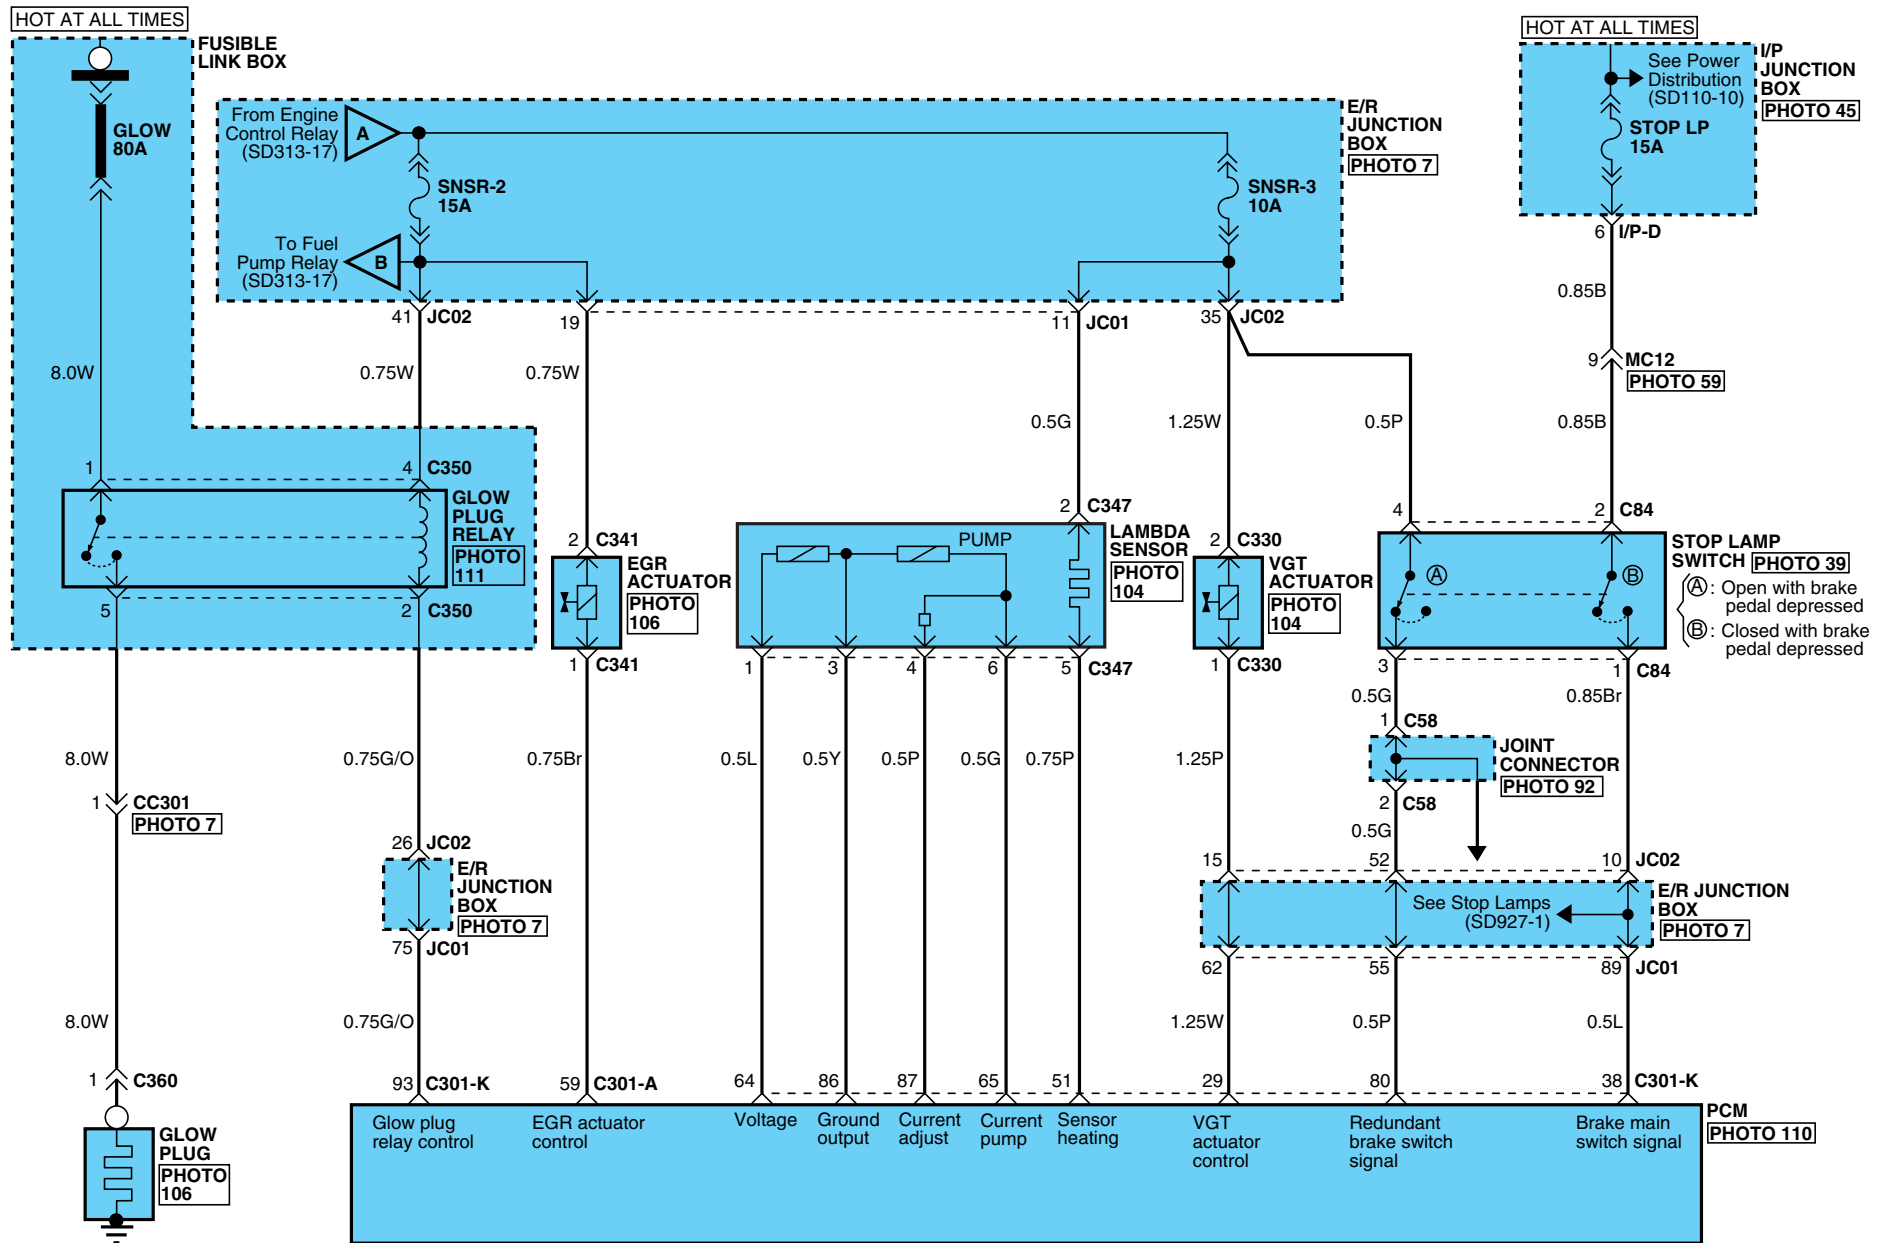 HOT AT ALL TIMES
FUSIBLE
LINK BOX
GLOW
80A
From Engine
Control Relay
(SD313-17)
A
SNSR-2
15A
To Fuel
Pump Relay
(SD313-17)
B
SNSR-3
10A
E/R
JUNCTION
BOX
PHOTO 7
HOT AT ALL TIMES
See Power
Distribution
(SD110-10)
STOP LP
15A
I/P
JUNCTION
BOX
PHOTO 45
6 I/P-D
41 JC02
19
11 JC01
35 JC02
0.85B
9 MC12
PHOTO 59
8.0W
0.75W
0.75W
0.5G
1.25W
0.5P
0.85B
1
4 C350
GLOW
PLUG
RELAY
PHOTO
111
5
2 C350
2 C341
EGR
ACTUATOR
PHOTO
106
1 C341
2 C347
PUMP
LAMBDA
SENSOR
PHOTO
104
1
3
4
6
5 C347
2 C330
VGT
ACTUATOR
PHOTO
104
1 C330
4
2 C84
A
B
STOP LAMP
SWITCH PHOTO 39
A : Open with brake
pedal depressed
B : Closed with brake
pedal depressed
3
1 C84
0.5G
0.85Br
1 C58
JOINT
CONNECTOR
PHOTO 92
2 C58
0.5G
8.0W
0.75G/O
0.75Br
0.5L
0.5Y
0.5P
0.5G
0.75P
1.25P
1 CC301
PHOTO 7
26 JC02
E/R
JUNCTION
BOX
PHOTO 7
75 JC01
15
52
10 JC02
See Stop Lamps
(SD927-1)
E/R JUNCTION
BOX
PHOTO 7
62
55
89 JC01
8.0W
0.75G/O
1.25W
0.5P
0.5L
1 C360
GLOW
PLUG
PHOTO
106
93 C301-K
59 C301-A
64
86
87
65
51
29
80
38 C301-K
Glow plug
relay control
EGR actuator
control
Voltage
Ground
output
Current
adjust
Current
pump
Sensor
heating
VGT
actuator
control
Redundant
brake switch
signal
Brake main
switch signal
PCM
PHOTO 110